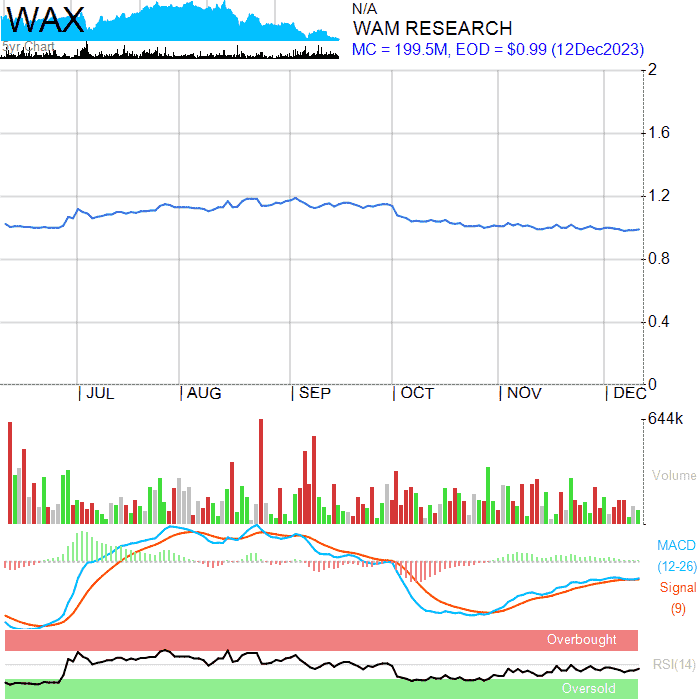 WAX
5yr Chart
N/A
WAM RESEARCH
MC = 199.5M, EOD = $0.99 (12Dec2023)
2
1.6
1.2
0.8
0.4
0
JUL
AUG
SEP
OCT
NOV
DEC
644k
Volume
MACD
(12-26)
Signal
(9)
Overbought
RSI(14)
Oversold